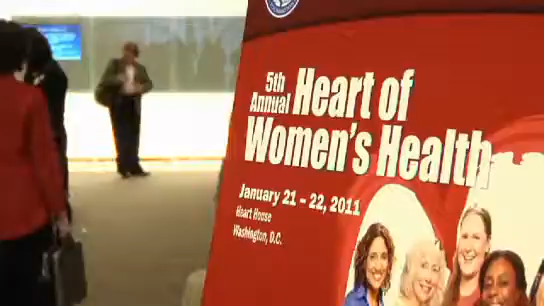 5th
Annual
Heart of
Women's Health
January 21 – 22, 2011
Heart House
Washington, D.C.